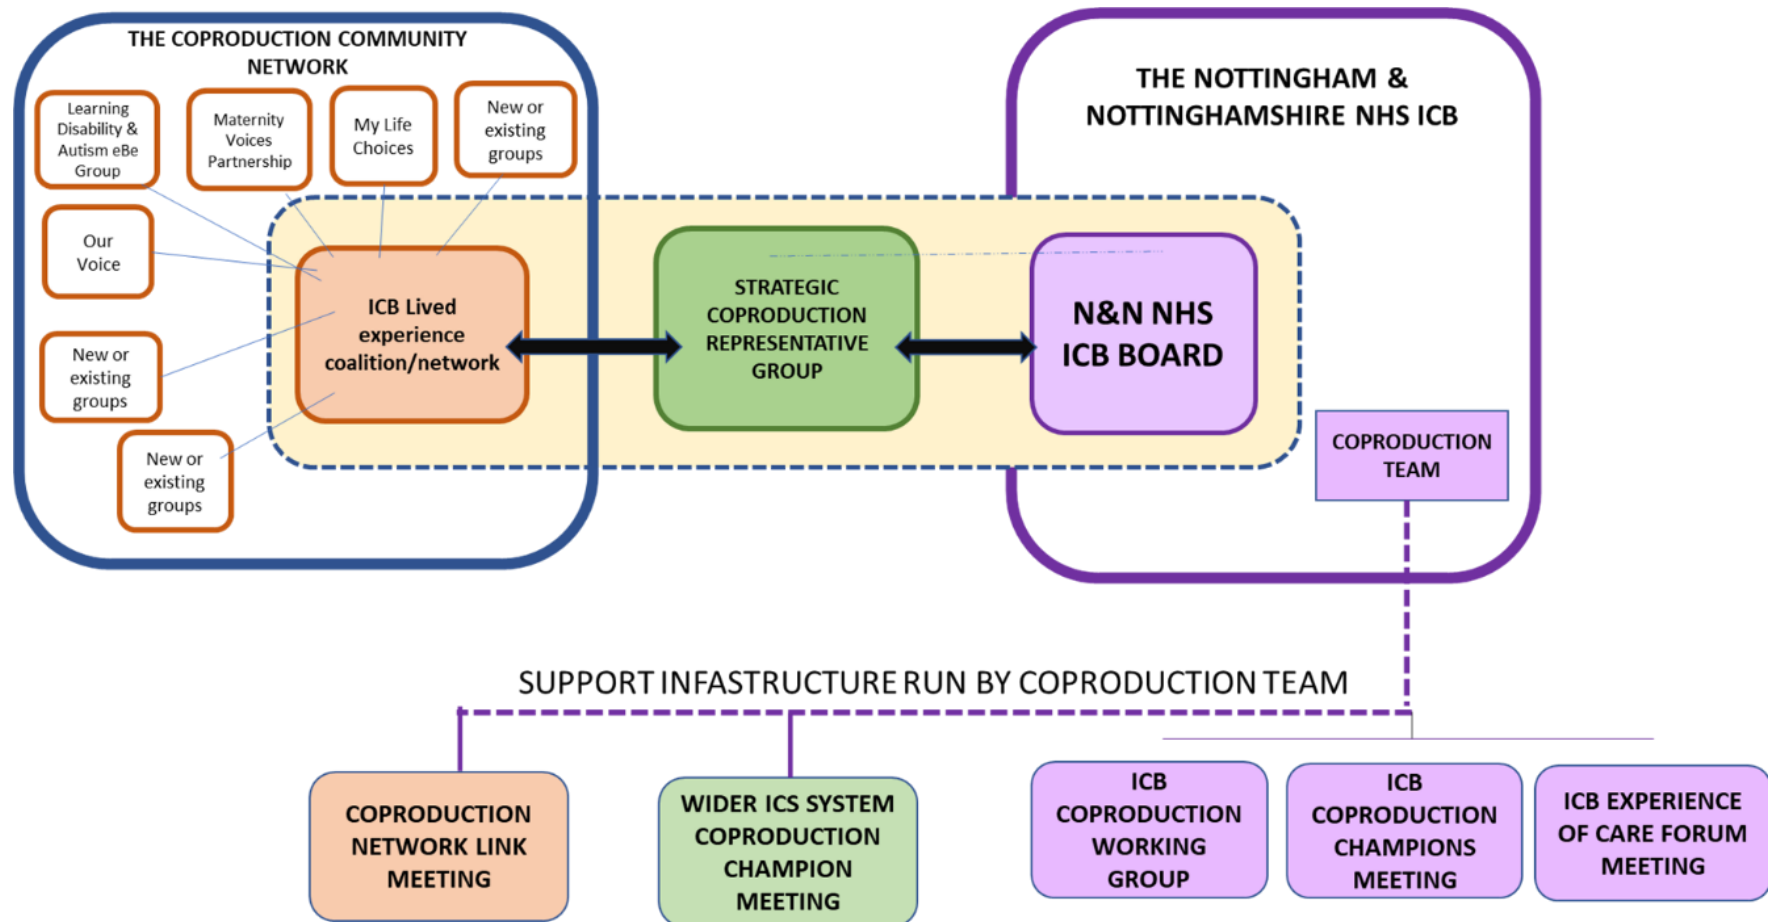 THE COPRODUCTION COMMUNITY
NETWORK
Learning
Disability &
Autism eBe
Group
Maternity
Voices
Partnership
My Life
Choices
New or
existing
groups
Our
Voice
New or
existing
groups
New or
existing
groups
ICB Lived
experience
coalition/network
STRATEGIC
COPRODUCTION
REPRESENTATIVE
GROUP
THE NOTTINGHAM &
NOTTINGHAMSHIRE NHS ICB
N&N NHS
ICB BOARD
COPRODUCTION
TEAM
SUPPORT INFASTRUCTURE RUN BY COPRODUCTION TEAM
COPRODUCTION
NETWORK LINK
MEETING
WIDER ICS SYSTEM
COPRODUCTION
CHAMPION
MEETING
ICB
COPRODUCTION
WORKING
GROUP
ICB
COPRODUCTION
CHAMPIONS
MEETING
ICB EXPERIENCE
OF CARE FORUM
MEETING